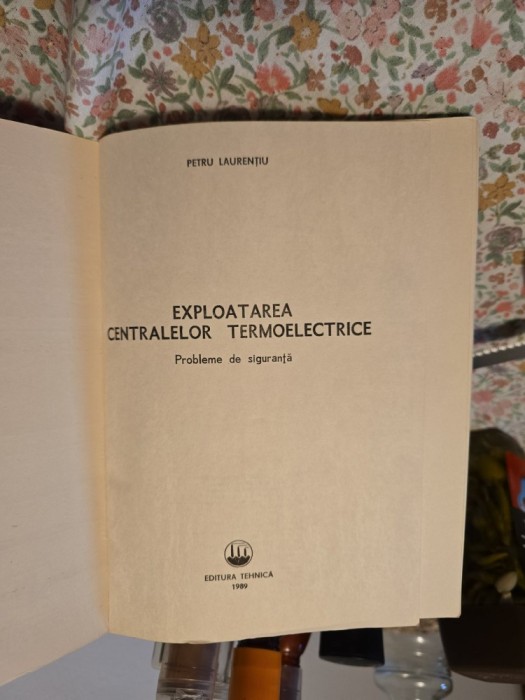 PETRU LAURENȚIU
EXPLOATAREA
CENTRALELOR TERMOELECTRICE
Probleme de siguranță
EDITURA TEHNICĂ
1989